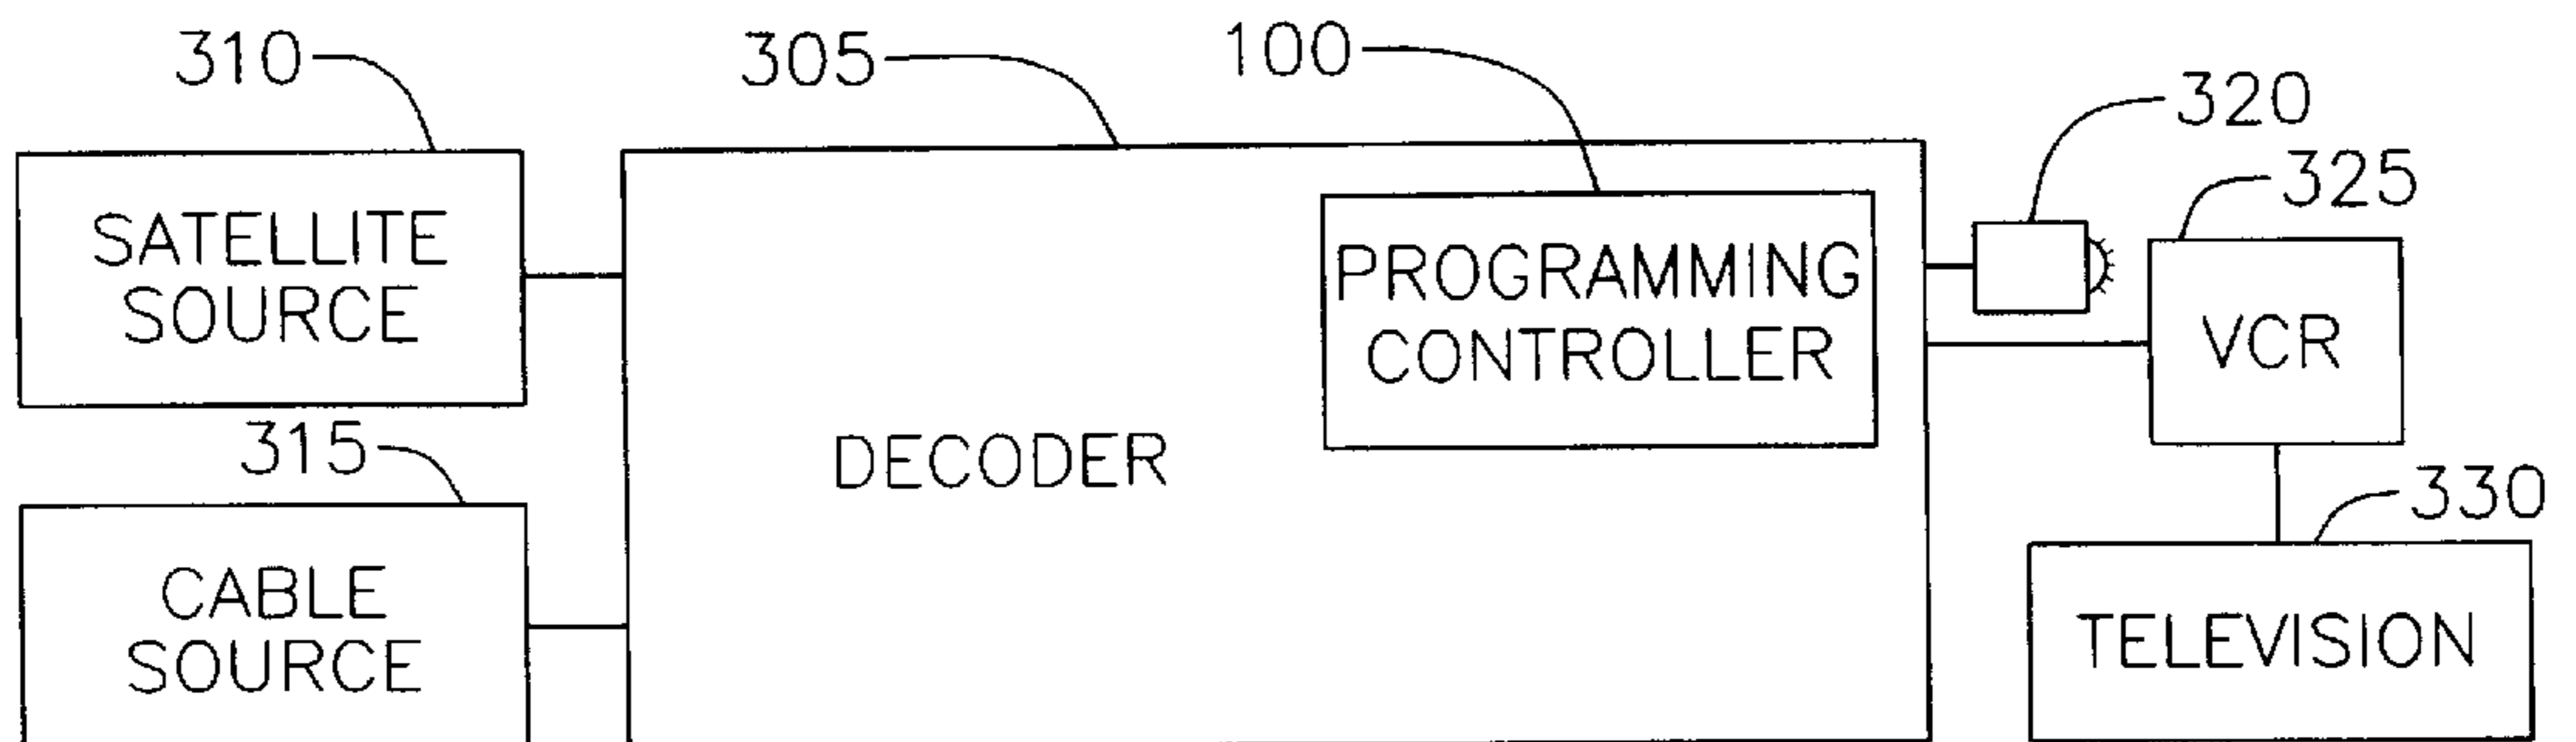 310
305
100
320
325
SATELLITE
SOURCE
PROGRAMMING
CONTROLLER
VCR
315
DECODER
330
CABLE
SOURCE
TELEVISION